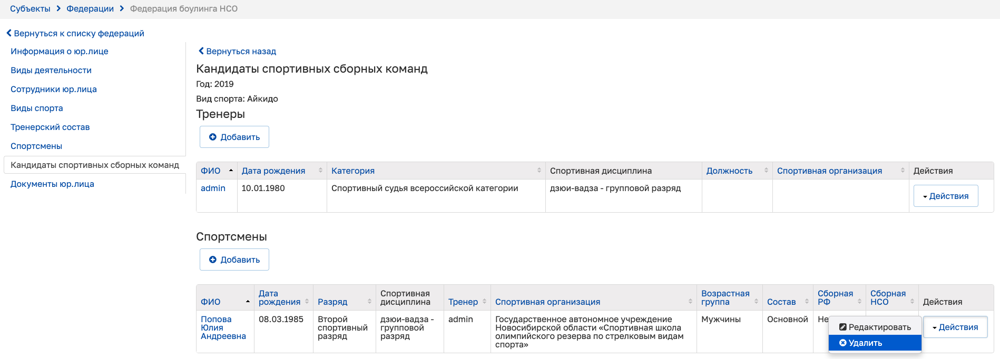 Субъекты > Федерации > Федерация боулинга НСО
Вернуться к списку федераций
Информация о юр.лице
Виды деятельности
Сотрудники юр.лица
Виды спорта
Тренерский состав
Спортсмены
Кандидаты спортивных сборных команд
Документы юр.лица
Вернуться назад
Кандидаты спортивных сборных команд
Год: 2019
Вид спорта: Айкидо
Тренеры
Добавить
ФИО Дата рождения Категория Спортивная дисциплина Должность Спортивная организация Действия
admin 10.01.1980 Спортивный судья всероссийской категории дзюи-вадза - групповой разряд Действия
Спортсмены
Добавить
ФИО
Дата
рождения
Разряд
Спортивная
дисциплина
Тренер
Спортивная организация
Возрастная
группа
Состав
Сборная
РФ
Сборная
НСО
Действия
Попова
Юлия
Андреевна
08.03.1985
Второй
спортивный
разряд
дзюи-вадза -
групповой
разряд
admin
Государственное автономное учреждение
Новосибирской области «Спортивная школа
олимпийского резерва по стрелковым видам
спорта»
Мужчины
Основной
Не
Редактировать
Удалить
Действия